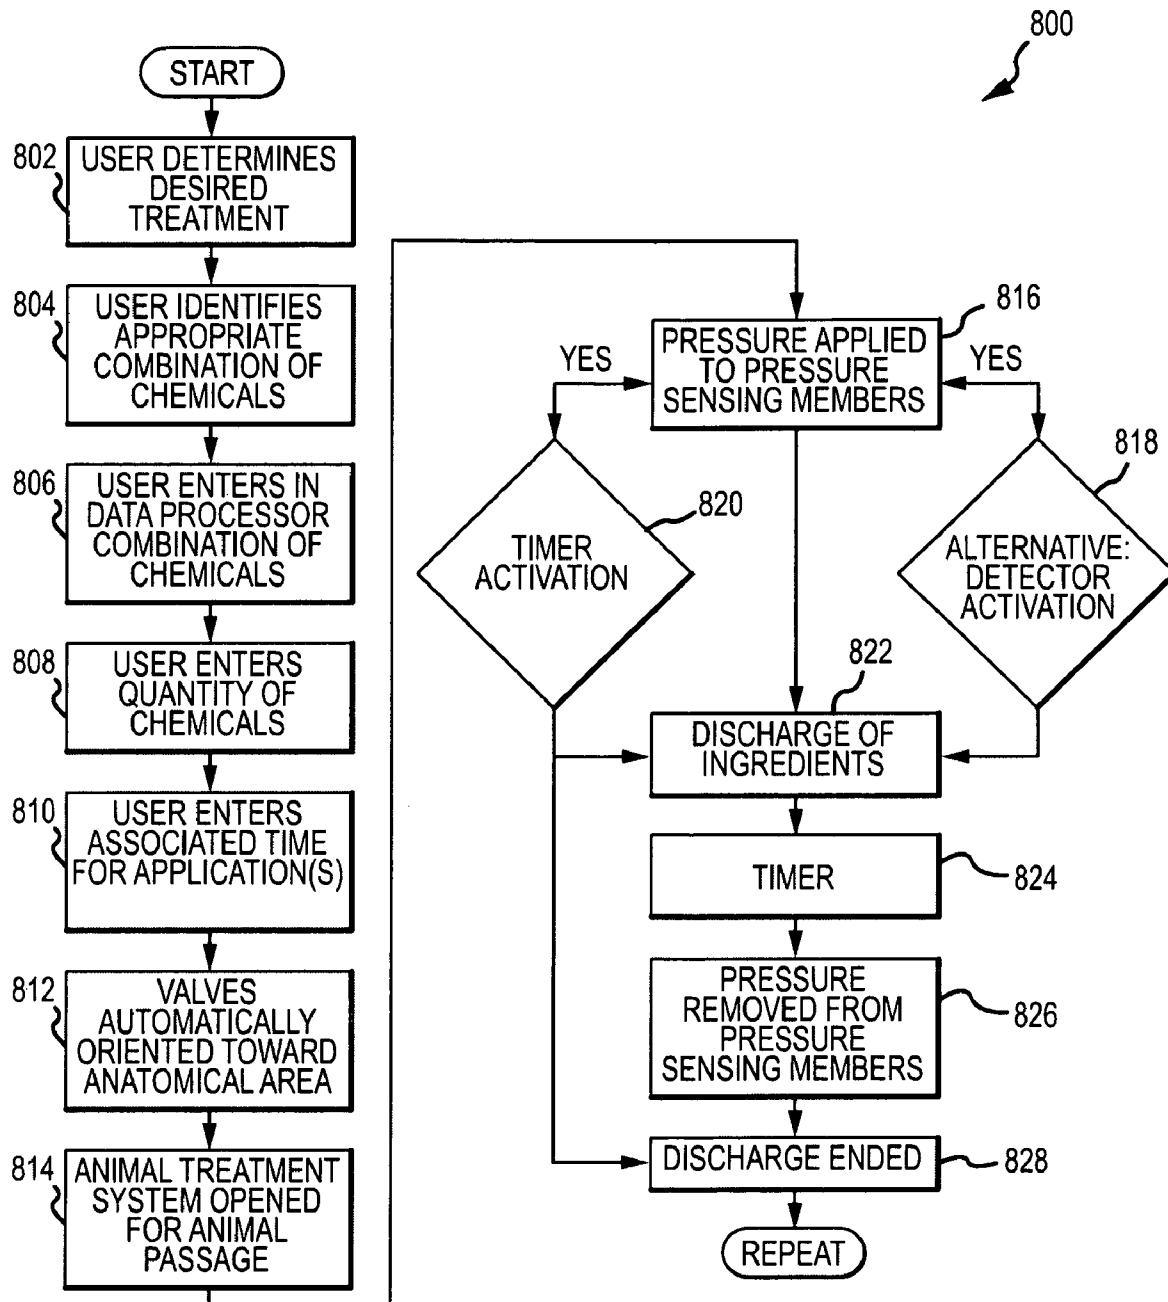 800
START
802
USER DETERMINES
DESIRED
TREATMENT
804
USER IDENTIFIES
APPROPRIATE
COMBINATION OF
CHEMICALS
806
USER ENTERS IN
DATA PROCESSOR
COMBINATION OF
CHEMICALS
808
USER ENTERS
QUANTITY OF
CHEMICALS
810
USER ENTERS
ASSOCIATED TIME
FOR APPLICATION(S)
812
VALVES
AUTOMATICALLY
ORIENTED TOWARD
ANATOMICAL AREA
814
ANIMAL TREATMENT
SYSTEM OPENED
FOR ANIMAL
PASSAGE
816
PRESSURE APPLIED
TO PRESSURE
SENSING MEMBERS
YES
YES
820
TIMER
ACTIVATION
818
ALTERNATIVE:
DETECTOR
ACTIVATION
822
DISCHARGE OF
INGREDIENTS
TIMER
824
PRESSURE
REMOVED FROM
PRESSURE
SENSING MEMBERS
826
DISCHARGE ENDED
828
REPEAT